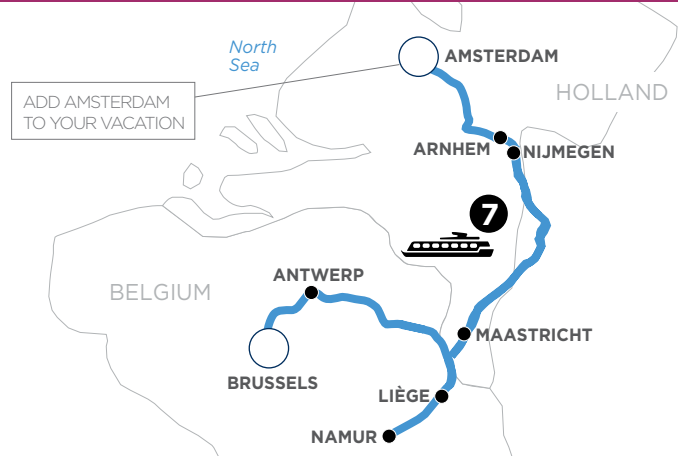 North
Sea
AMSTERDAM
ADD AMSTERDAM
TO YOUR VACATION
HOLLAND
ARNHEM
NIJMEGEN
7
ANTWERP
BELGIUM
MAASTRICHT
BRUSSELS
LIÈGE
NAMUR